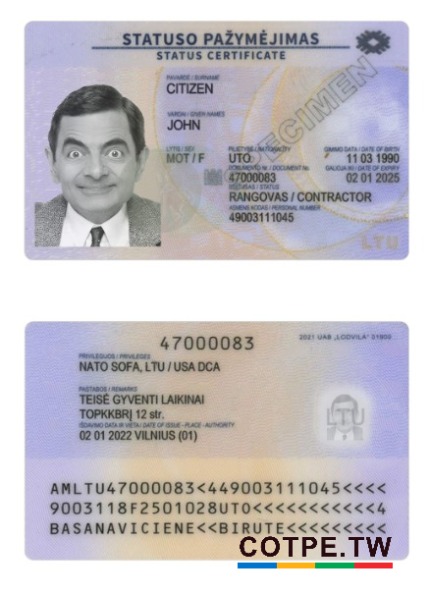 STATUSO PAŽYMĖJIMAS
STATUS CERTIFICATE
PAVARDĖ / SURNAME
CITIZEN
VARDAI / GIVEN NAMES
JOHN
LYTIS / SEX
MOT / F
PILIETYBĖ / NATIONALITY
UTO
GIMIMO DATA / DATE OF BIRTH
11 03 1990
DOKUMENTO Nr. / DOCUMENT No.
47000083
GALIOJA IKI / DATE OF EXPIRY
02 01 2025
STATUSAS / STATUS
RANGOVAS / CONTRACTOR
ASMENS KODAS / PERSONAL NUMBER
49003111045
SPECIMEN
LTU
47000083
2021 UAB „LODVILA“ 01900
PRIVILEGIJOS / PRIVILEGES
NATO SOFA, LTU / USA DCA
PASTABOS / REMARKS
TEISĖ GYVENTI LAIKINAI
TOPKKBRĮ 12 str.
IŠDAVIMO DATA IR VIETA / DATE OF ISSUE - PLACE - AUTHORITY
02 01 2022 VILNIUS (01)
LTU
AMLTU47000083<449003111045<<<<
9003118F2501028UTO<<<<<<<<<<<4
BASANAVICIENE<<BIRUTE<<<<<<<<<
COTPE.TW